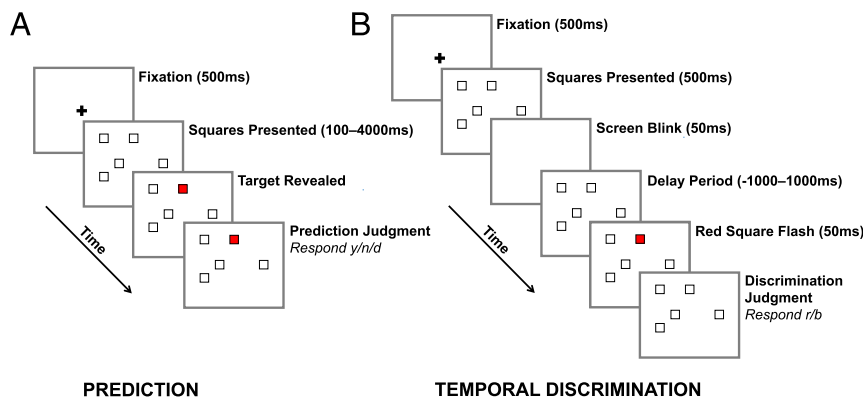 A
Fixation (500ms)
Squares Presented (100–4000ms)
Target Revealed
Prediction Judgment
Respond y/n/d
Time
PREDICTION
B
Fixation (500ms)
Squares Presented (500ms)
Screen Blink (50ms)
Delay Period (-1000–1000ms)
Red Square Flash (50ms)
Discrimination
Judgment
Respond r/b
Time
TEMPORAL DISCRIMINATION